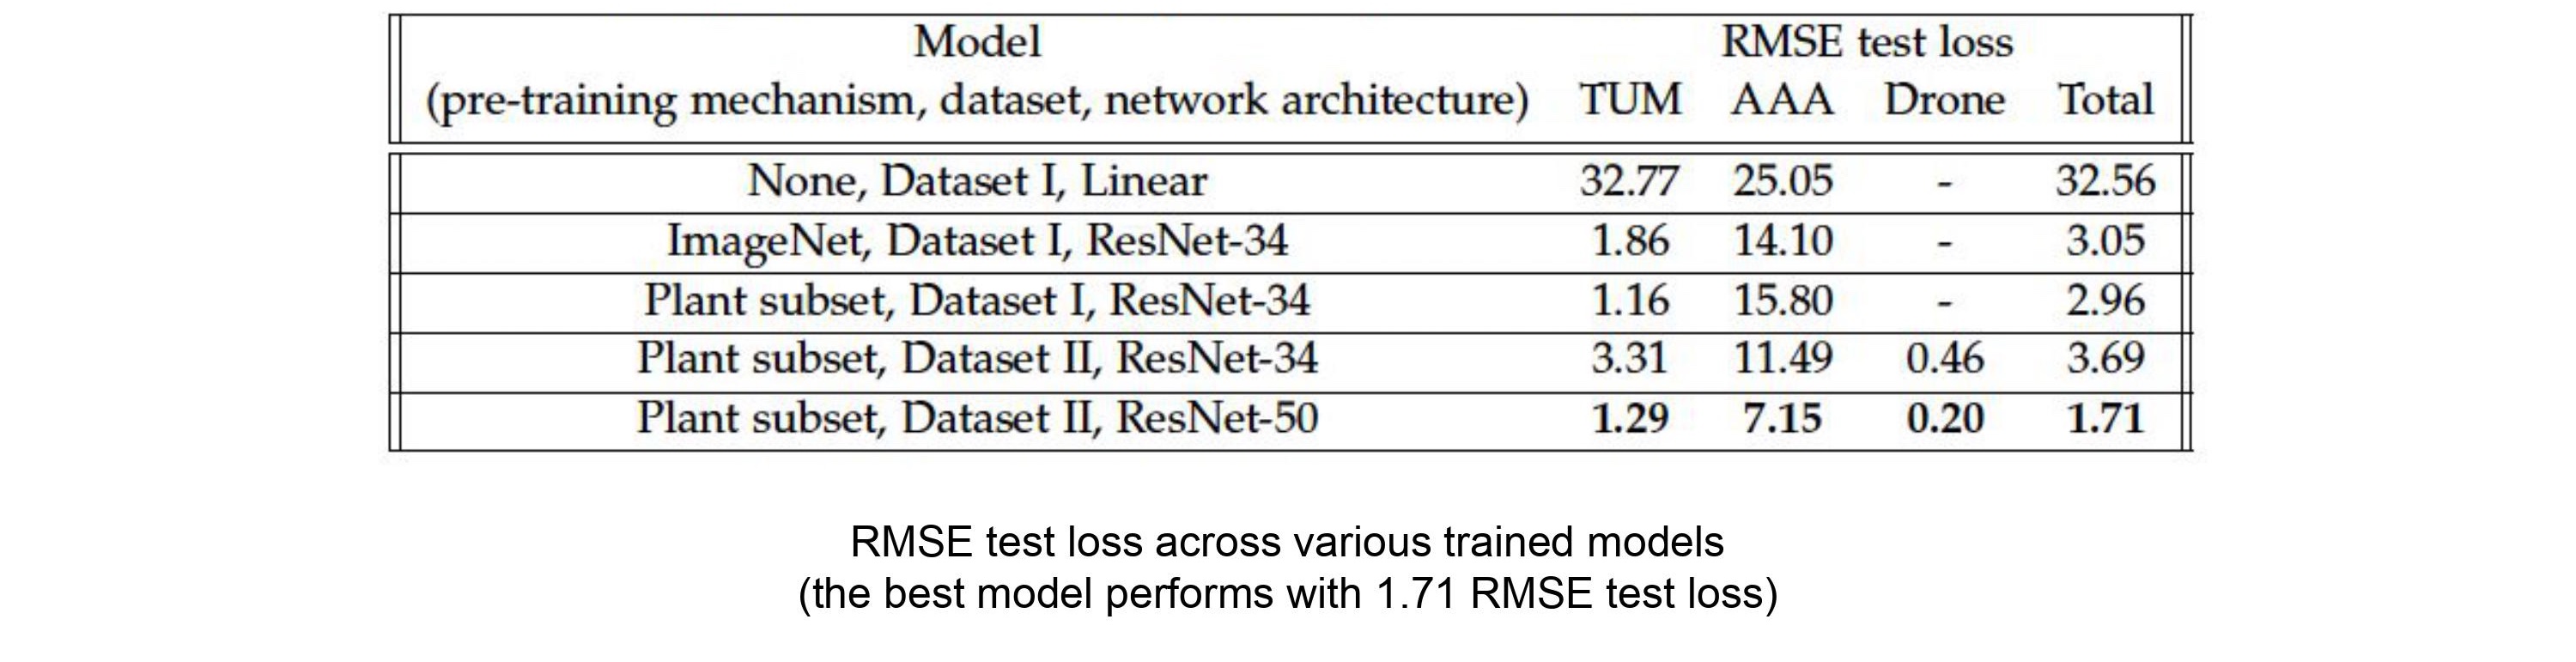 Model RMSE test loss
(pre-training mechanism, dataset, network architecture) TUM AAA Drone Total
None, Dataset I, Linear 32.77 25.05 - 32.56
ImageNet, Dataset I, ResNet-34 1.86 14.10 - 3.05
Plant subset, Dataset I, ResNet-34 1.16 15.80 - 2.96
Plant subset, Dataset II, ResNet-34 3.31 11.49 0.46 3.69
Plant subset, Dataset II, ResNet-50 1.29 7.15 0.20 1.71
RMSE test loss across various trained models
(the best model performs with 1.71 RMSE test loss)